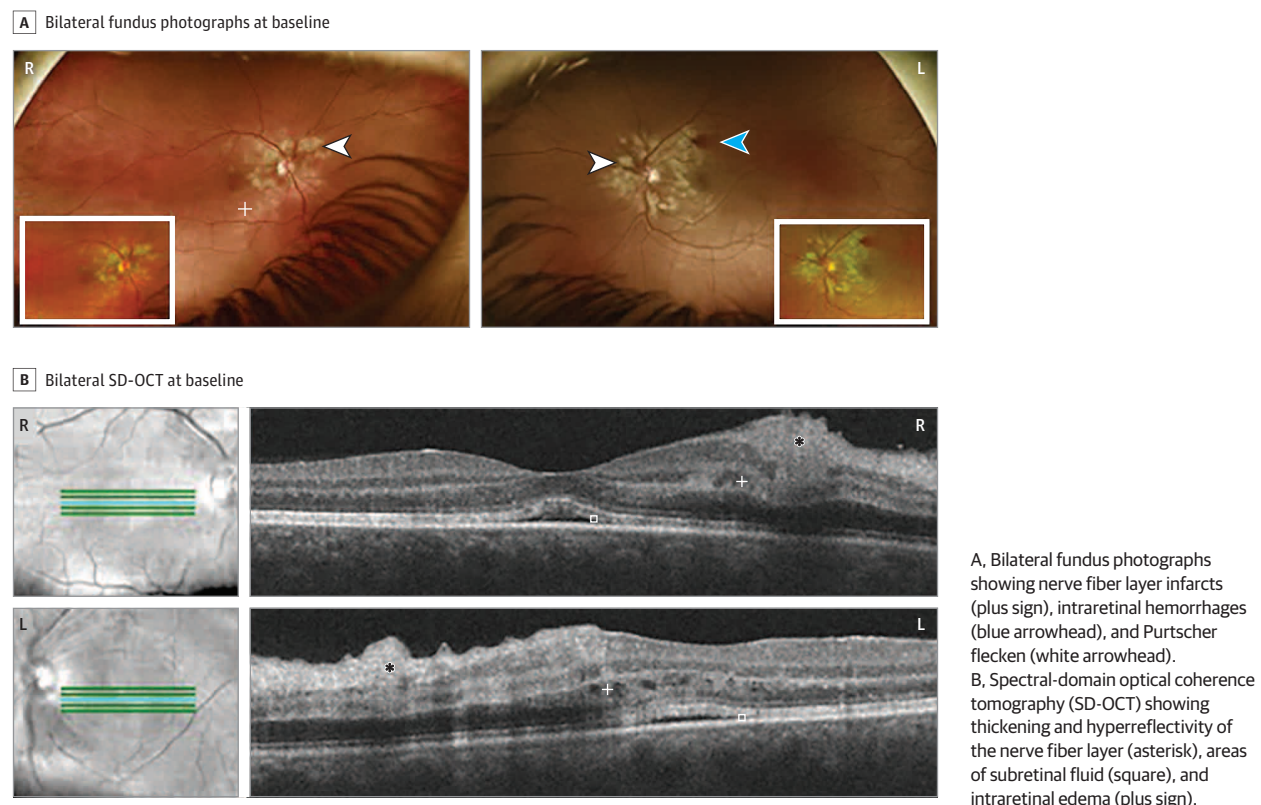 A Bilateral fundus photographs at baseline
R
L
B Bilateral SD-OCT at baseline
R
R
L
L
A, Bilateral fundus photographs
showing nerve fiber layer infarcts
(plus sign), intraretinal hemorrhages
(blue arrowhead), and Purtscher
flecken (white arrowhead).
B, Spectral-domain optical coherence
tomography (SD-OCT) showing
thickening and hyperreflectivity of
the nerve fiber layer (asterisk), areas
of subretinal fluid (square), and
intraretinal edema (plus sign).